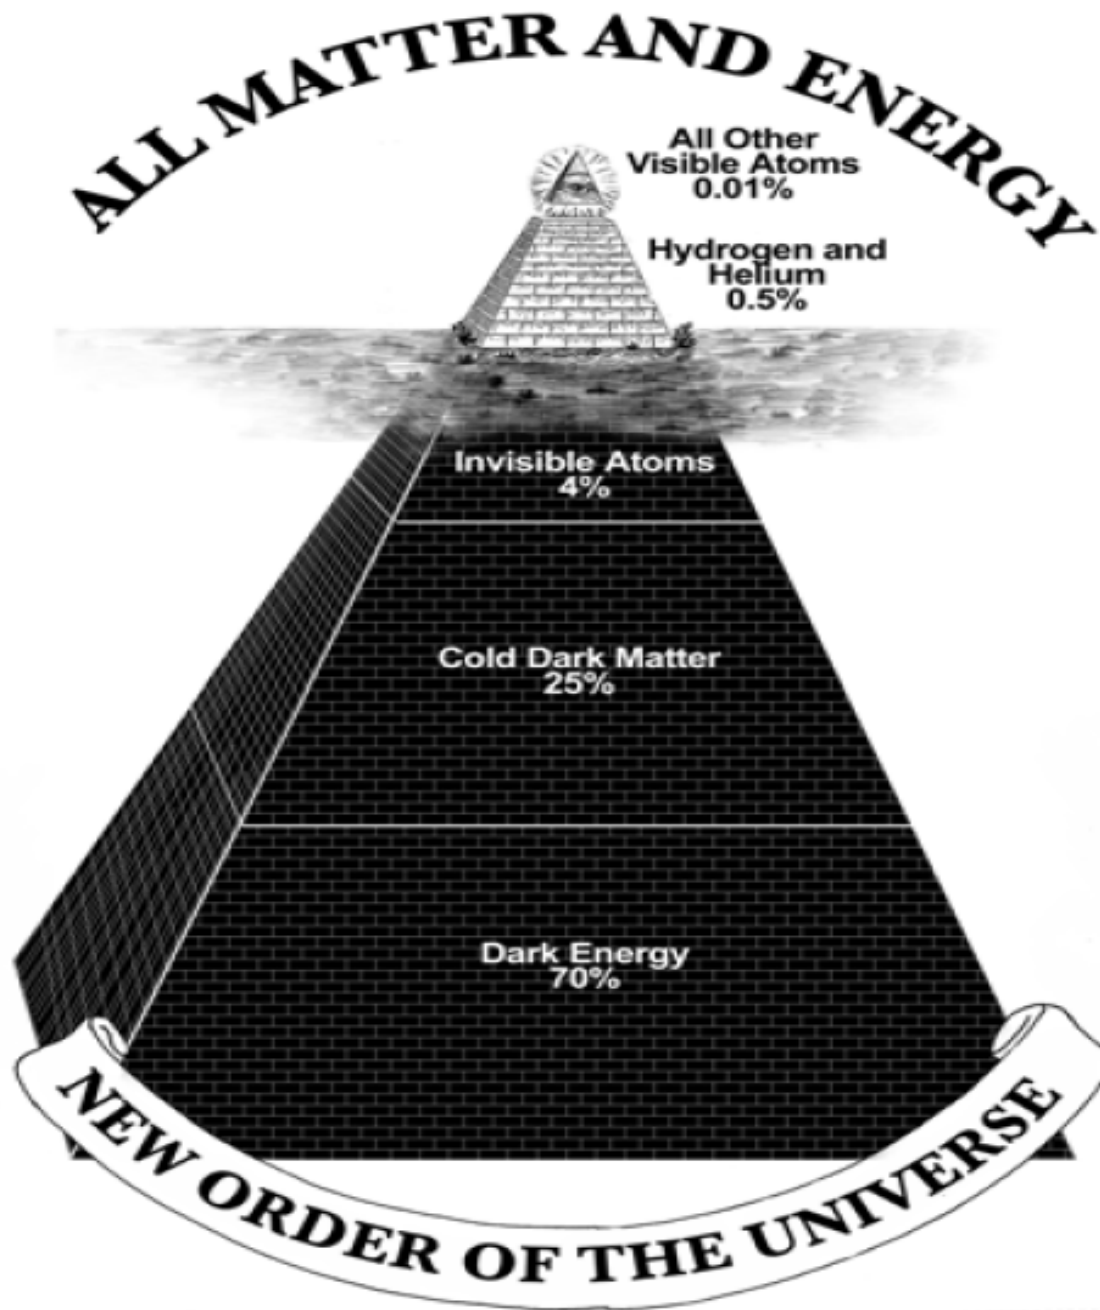 ALL MATTER AND ENERGY
All Other
Visible Atoms
0.01%
Hydrogen and
Helium
0.5%
Invisible Atoms
4%
Cold Dark Matter
25%
Dark Energy
70%
NEW ORDER OF THE UNIVERSE